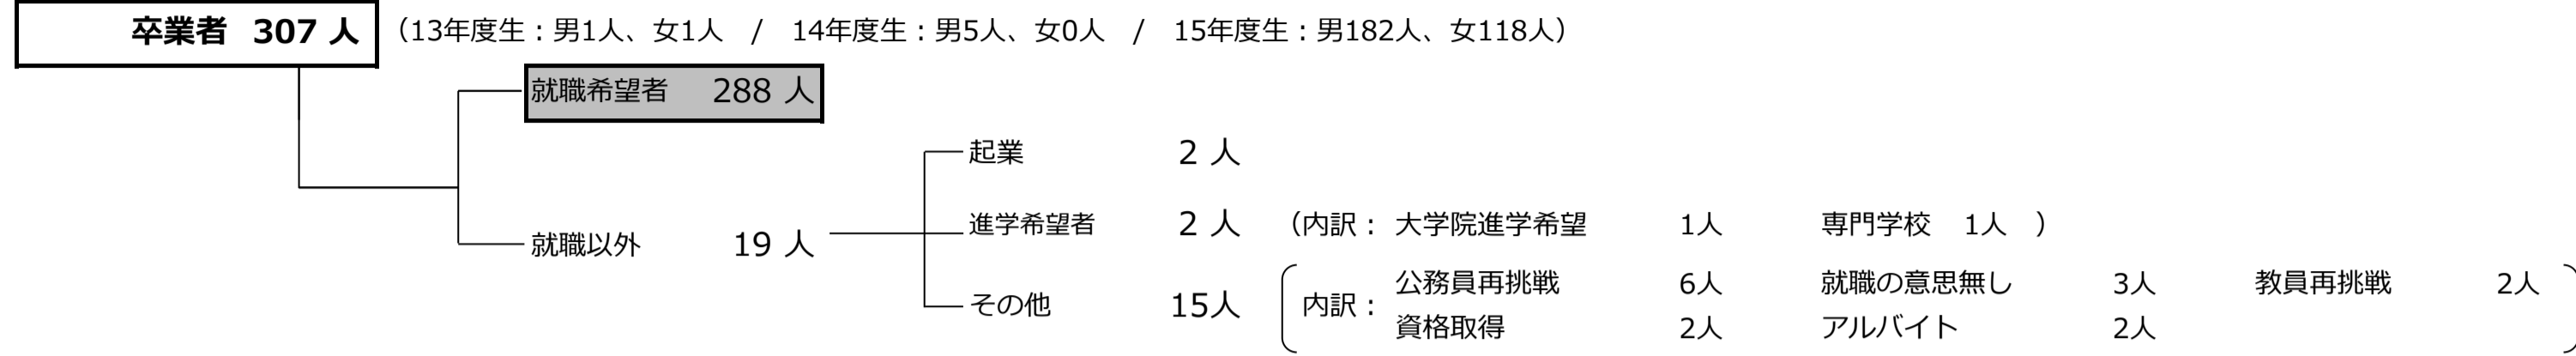 卒業者 307 人 （13年度生：男1人、女1人 / 14年度生：男5人、女0人 / 15年度生：男182人、女118人）
就職希望者 288 人
起業 2 人
進学希望者 2 人 （内訳： 大学院進学希望 1人 専門学校 1人 ）
就職以外 19 人
公務員再挑戦 6人 就職の意思無し 3人 教員再挑戦 2人
その他 15人 内訳：
資格取得 2人 アルバイト 2人